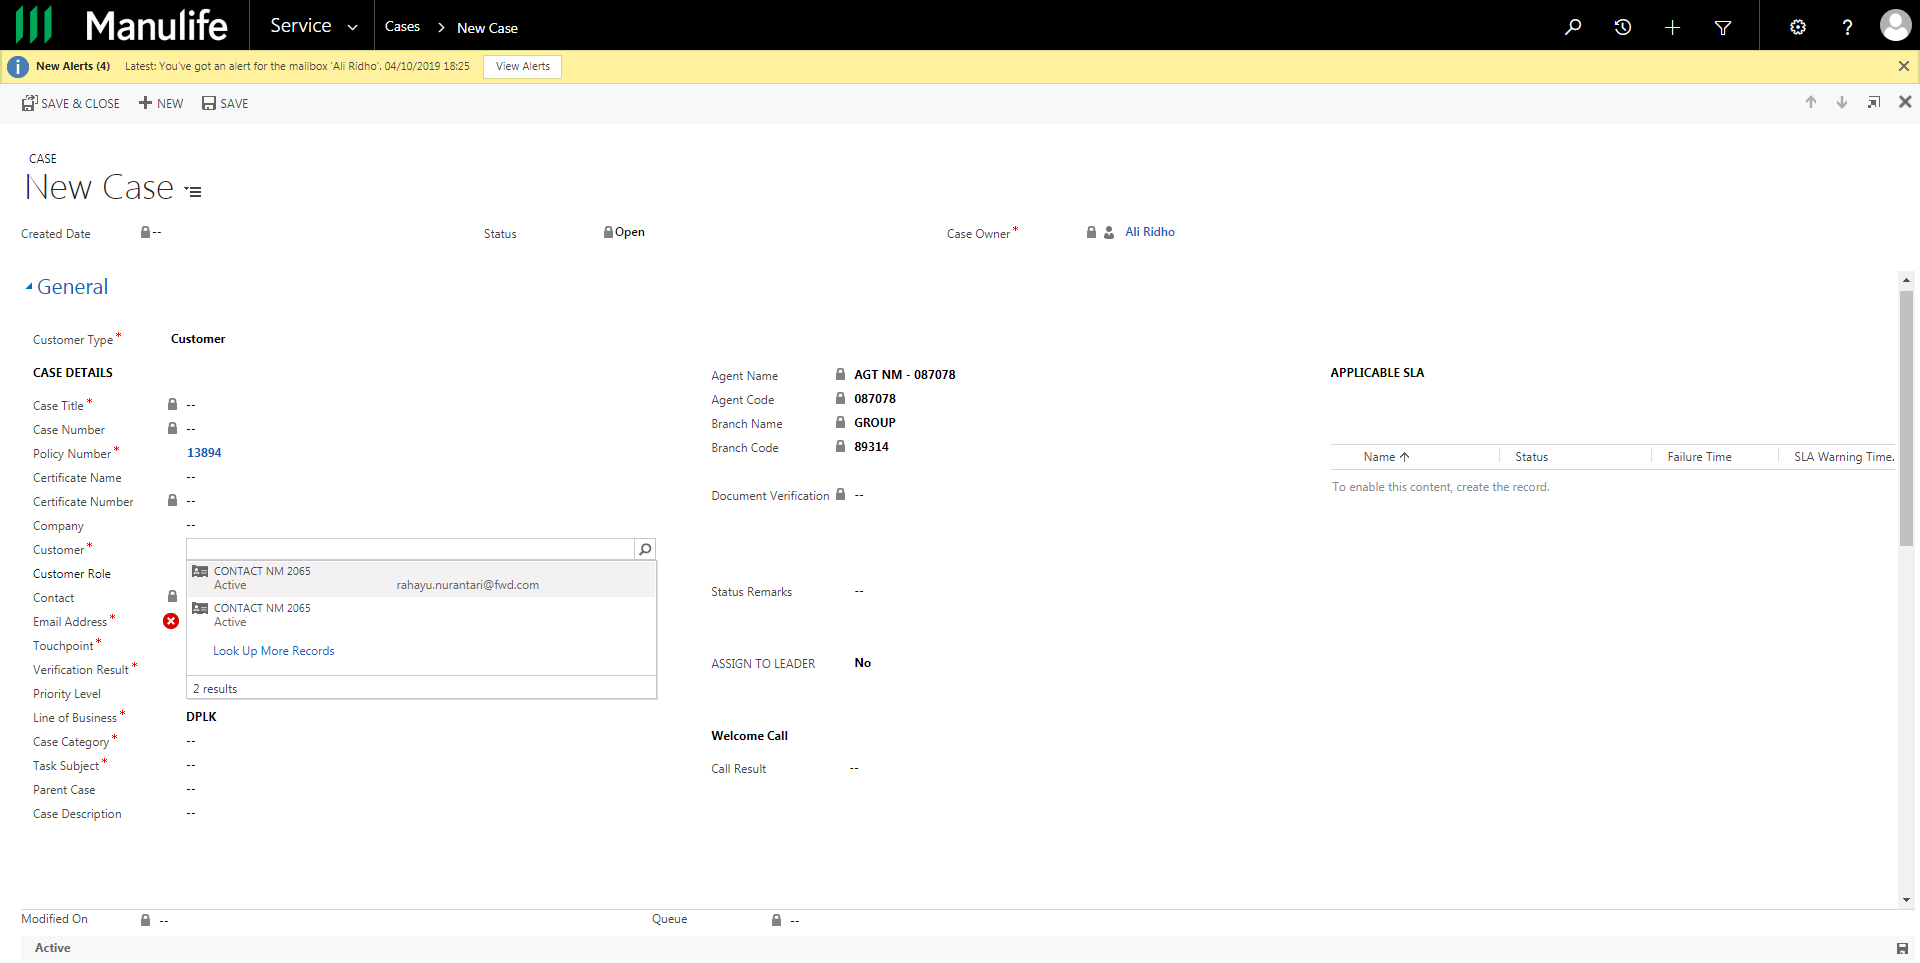 Manulife
Service
Cases > New Case
New Alerts (4) Latest: You've got an alert for the mailbox 'Ali Ridho'. 04/10/2019 18:25 View Alerts
SAVE & CLOSE NEW SAVE
CASE
New Case
Created Date -- Status Open Case Owner* Ali Ridho
General
Customer Type* Customer
CASE DETAILS
Case Title* --
Case Number --
Policy Number* 13894
Certificate Name --
Certificate Number --
Company --
Customer*
CONTACT NM 2065
Active rahayu.nurantari@fwd.com
CONTACT NM 2065
Active
Look Up More Records
2 results
Customer Role
Contact
Email Address*
Touchpoint*
Verification Result*
Priority Level
Line of Business* DPLK
Case Category* --
Task Subject* --
Parent Case --
Case Description --
Agent Name AGT NM - 087078
Agent Code 087078
Branch Name GROUP
Branch Code 89314
Document Verification --
Status Remarks --
ASSIGN TO LEADER No
Welcome Call
Call Result --
APPLICABLE SLA
Name Status Failure Time SLA Warning Time.
To enable this content, create the record.
Modified On -- Queue --
Active